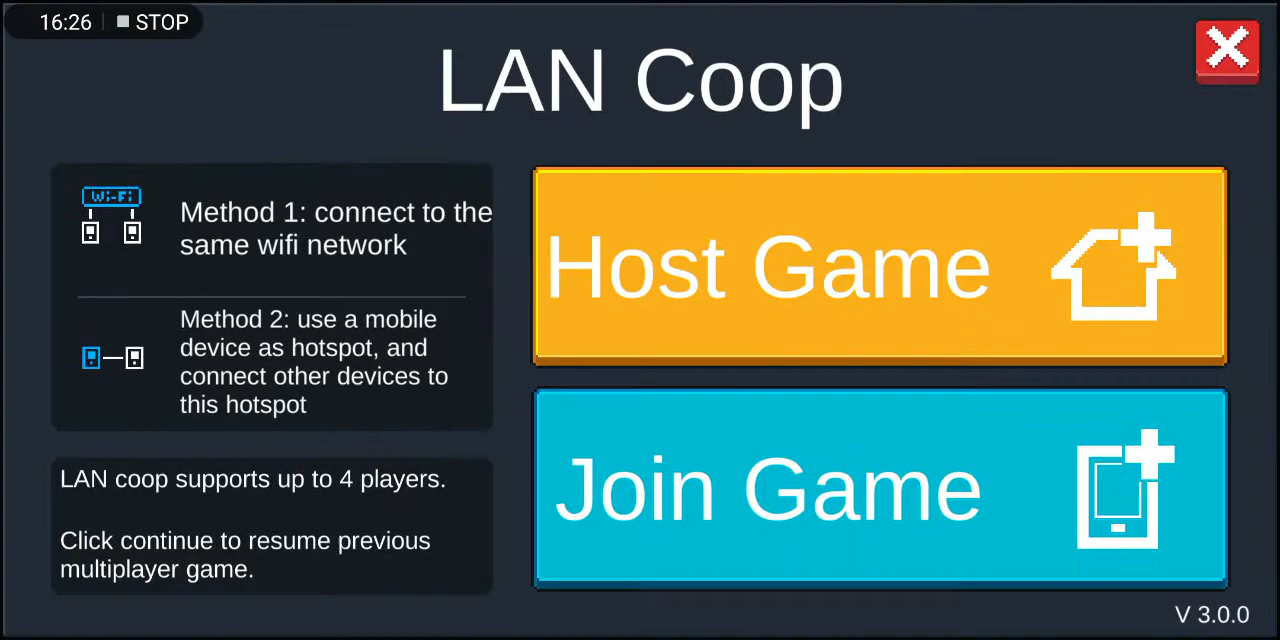 16:26 STOP
LAN Coop
Wi-Fi
Method 1: connect to the
same wifi network
Method 2: use a mobile
device as hotspot, and
connect other devices to
this hotspot
LAN coop supports up to 4 players.
Click continue to resume previous
multiplayer game.
Host Game
Join Game
V 3.0.0